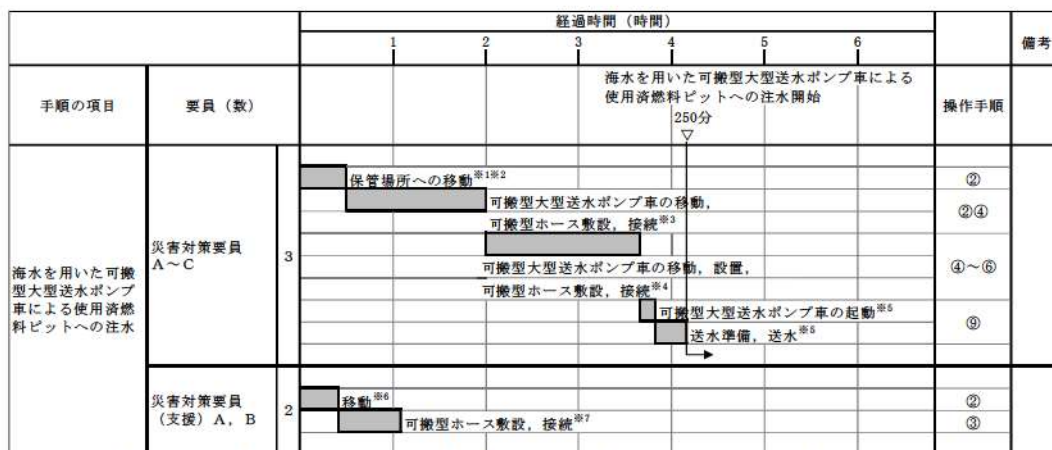 経過時間（時間）
備考
1 2 3 4 5 6
手順の項目
要員（数）
海水を用いた可搬型大型送水ポンプ車による
使用済燃料ピットへの注水開始
250分
▽
操作手順
海水を用いた可搬
型大型送水ポンプ
車による使用済燃
料ピットへの注水
災害対策要員
A～C
3
保管場所への移動※1※2
②
可搬型大型送水ポンプ車の移動，
可搬型ホース敷設，接続※3
②④
可搬型大型送水ポンプ車の移動，設置，
可搬型ホース敷設，接続※4
④～⑥
可搬型大型送水ポンプ車の起動※5
送水準備，送水※5
⑨
災害対策要員
（支援）A，B
2
移動※6
②
可搬型ホース敷設，接続※7
③